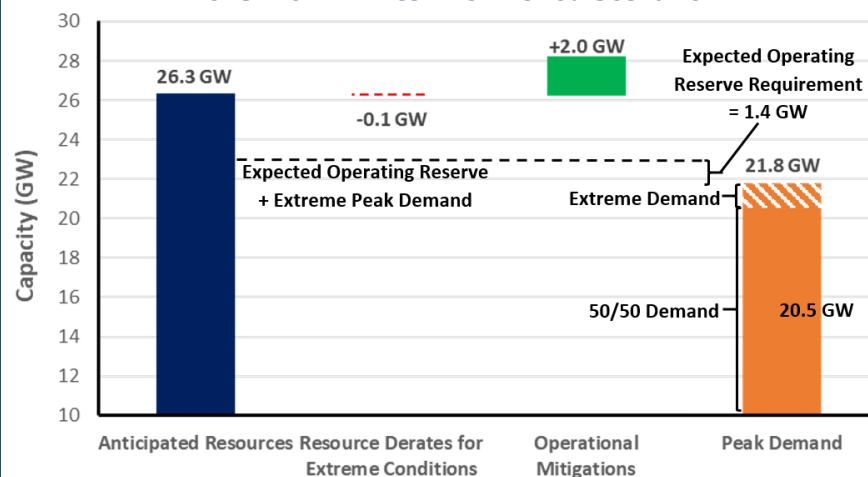 30
28
26
24
22
20
18
16
14
12
10
Capacity (GW)
26.3 GW
-0.1 GW
+2.0 GW
Expected Operating
Reserve Requirement
= 1.4 GW
21.8 GW
Expected Operating Reserve
+ Extreme Peak Demand
Extreme Demand
50/50 Demand
20.5 GW
Anticipated Resources
Resource Derates for
Extreme Conditions
Operational
Mitigations
Peak Demand